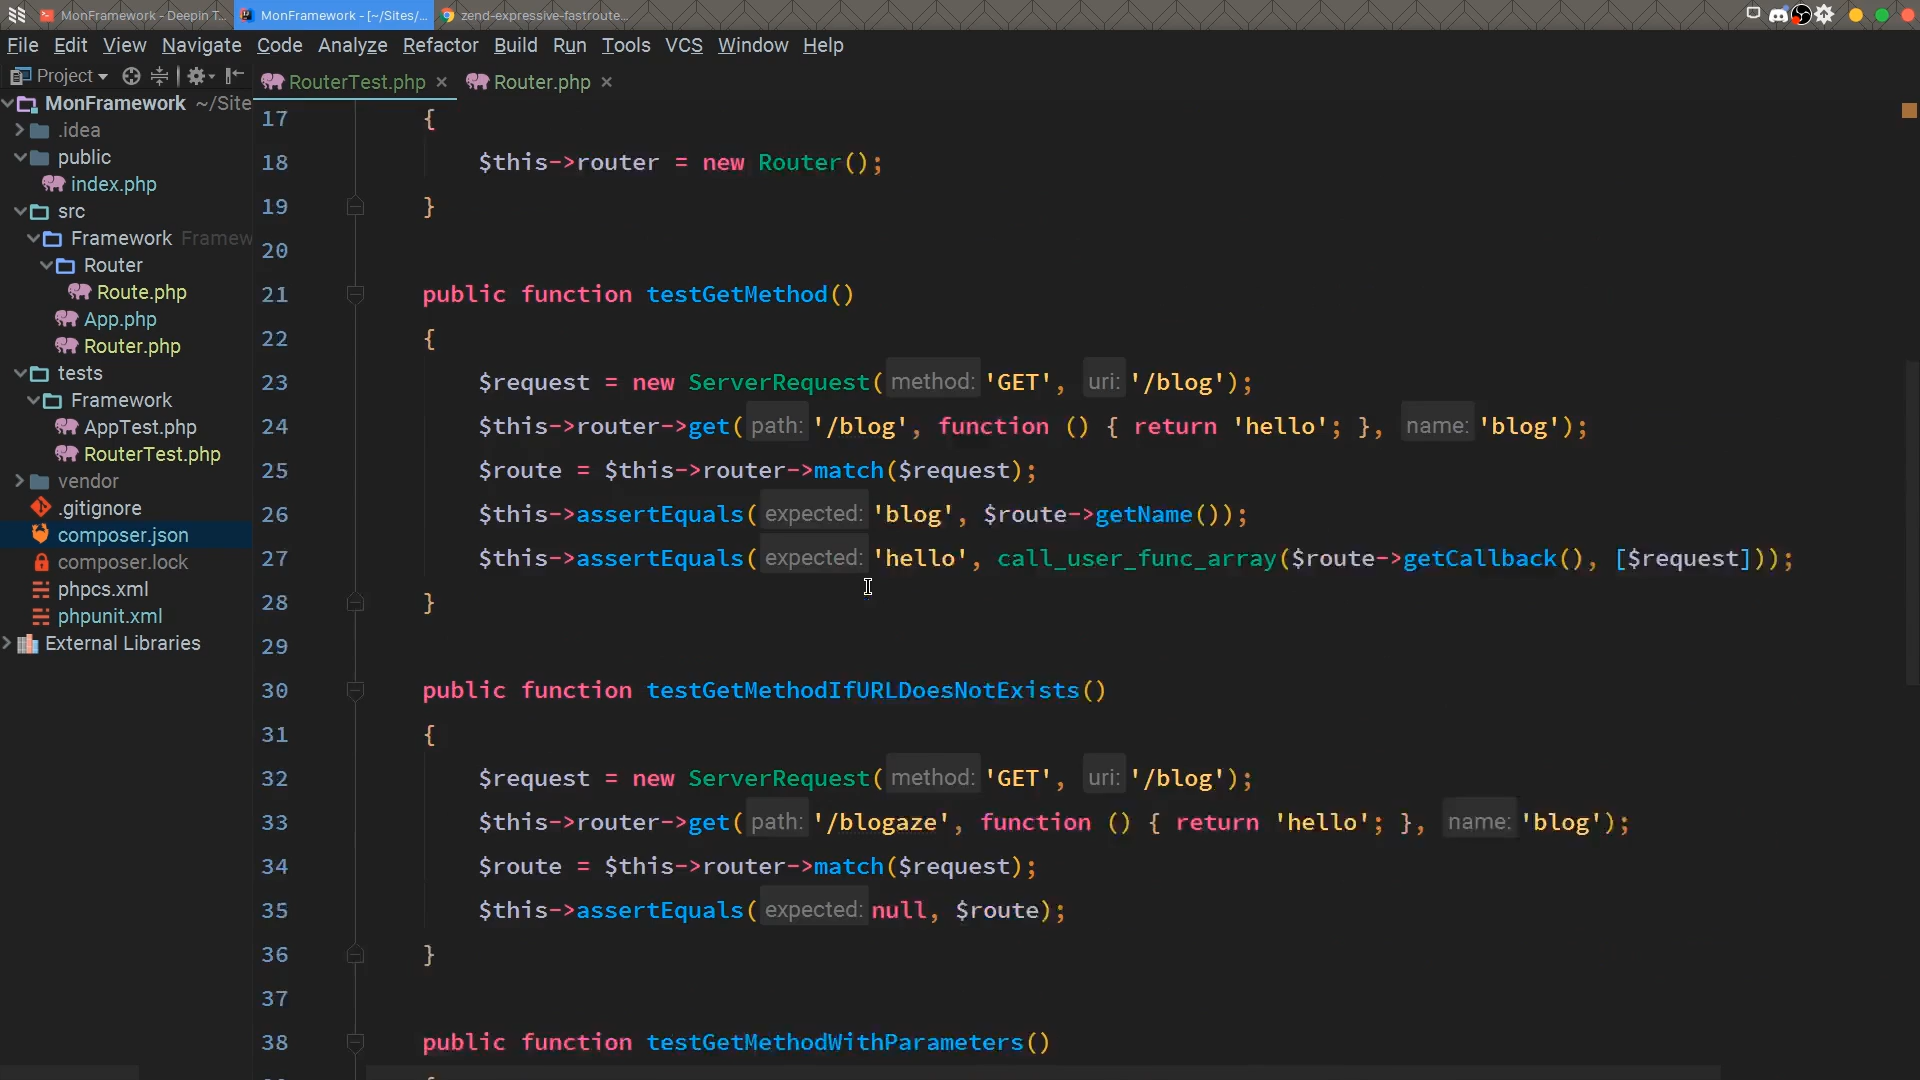 MonFramework - Deepin T...
MonFramework - [~/Sites/...
zend-expressive-fastroute...
File Edit View Navigate Code Analyze Refactor Build Run Tools VCS Window Help
Project
RouterTest.php
Router.php
MonFramework ~/Site
.idea
public
index.php
src
Framework Framew
Router
Route.php
App.php
Router.php
tests
Framework
AppTest.php
RouterTest.php
vendor
.gitignore
composer.json
composer.lock
phpcs.xml
phpunit.xml
External Libraries
17 {
18 $this->router = new Router();
19 }
20
21 public function testGetMethod()
22 {
23 $request = new ServerRequest( method: 'GET', uri: '/blog');
24 $this->router->get( path: '/blog', function () { return 'hello'; }, name: 'blog');
25 $route = $this->router->match($request);
26 $this->assertEquals( expected: 'blog', $route->getName());
27 $this->assertEquals( expected: 'hello', call_user_func_array($route->getCallback(), [$request]));
28 }
29
30 public function testGetMethodIfURLDoesNotExists()
31 {
32 $request = new ServerRequest( method: 'GET', uri: '/blog');
33 $this->router->get( path: '/blogaze', function () { return 'hello'; }, name: 'blog');
34 $route = $this->router->match($request);
35 $this->assertEquals( expected: null, $route);
36 }
37
38 public function testGetMethodWithParameters()